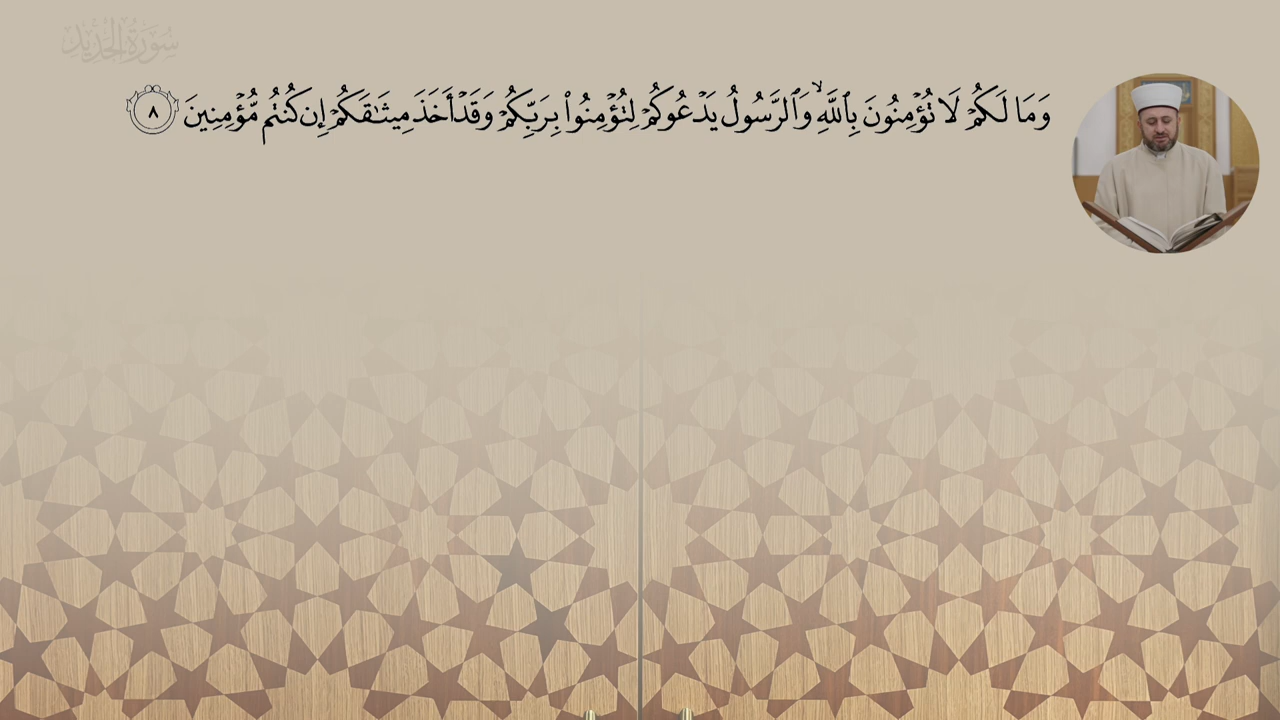 سُورَةُ الحَدِيدِ
وَمَا لَكُمْ لَا تُؤْمِنُونَ بِٱللَّهِ ۙ وَٱلرَّسُولُ يَدْعُوكُمْ لِتُؤْمِنُوا۟ بِرَبِّكُمْ وَقَدْ أَخَذَ مِيثَـٰقَكُمْ إِن كُنتُم مُّؤْمِنِينَ ٨